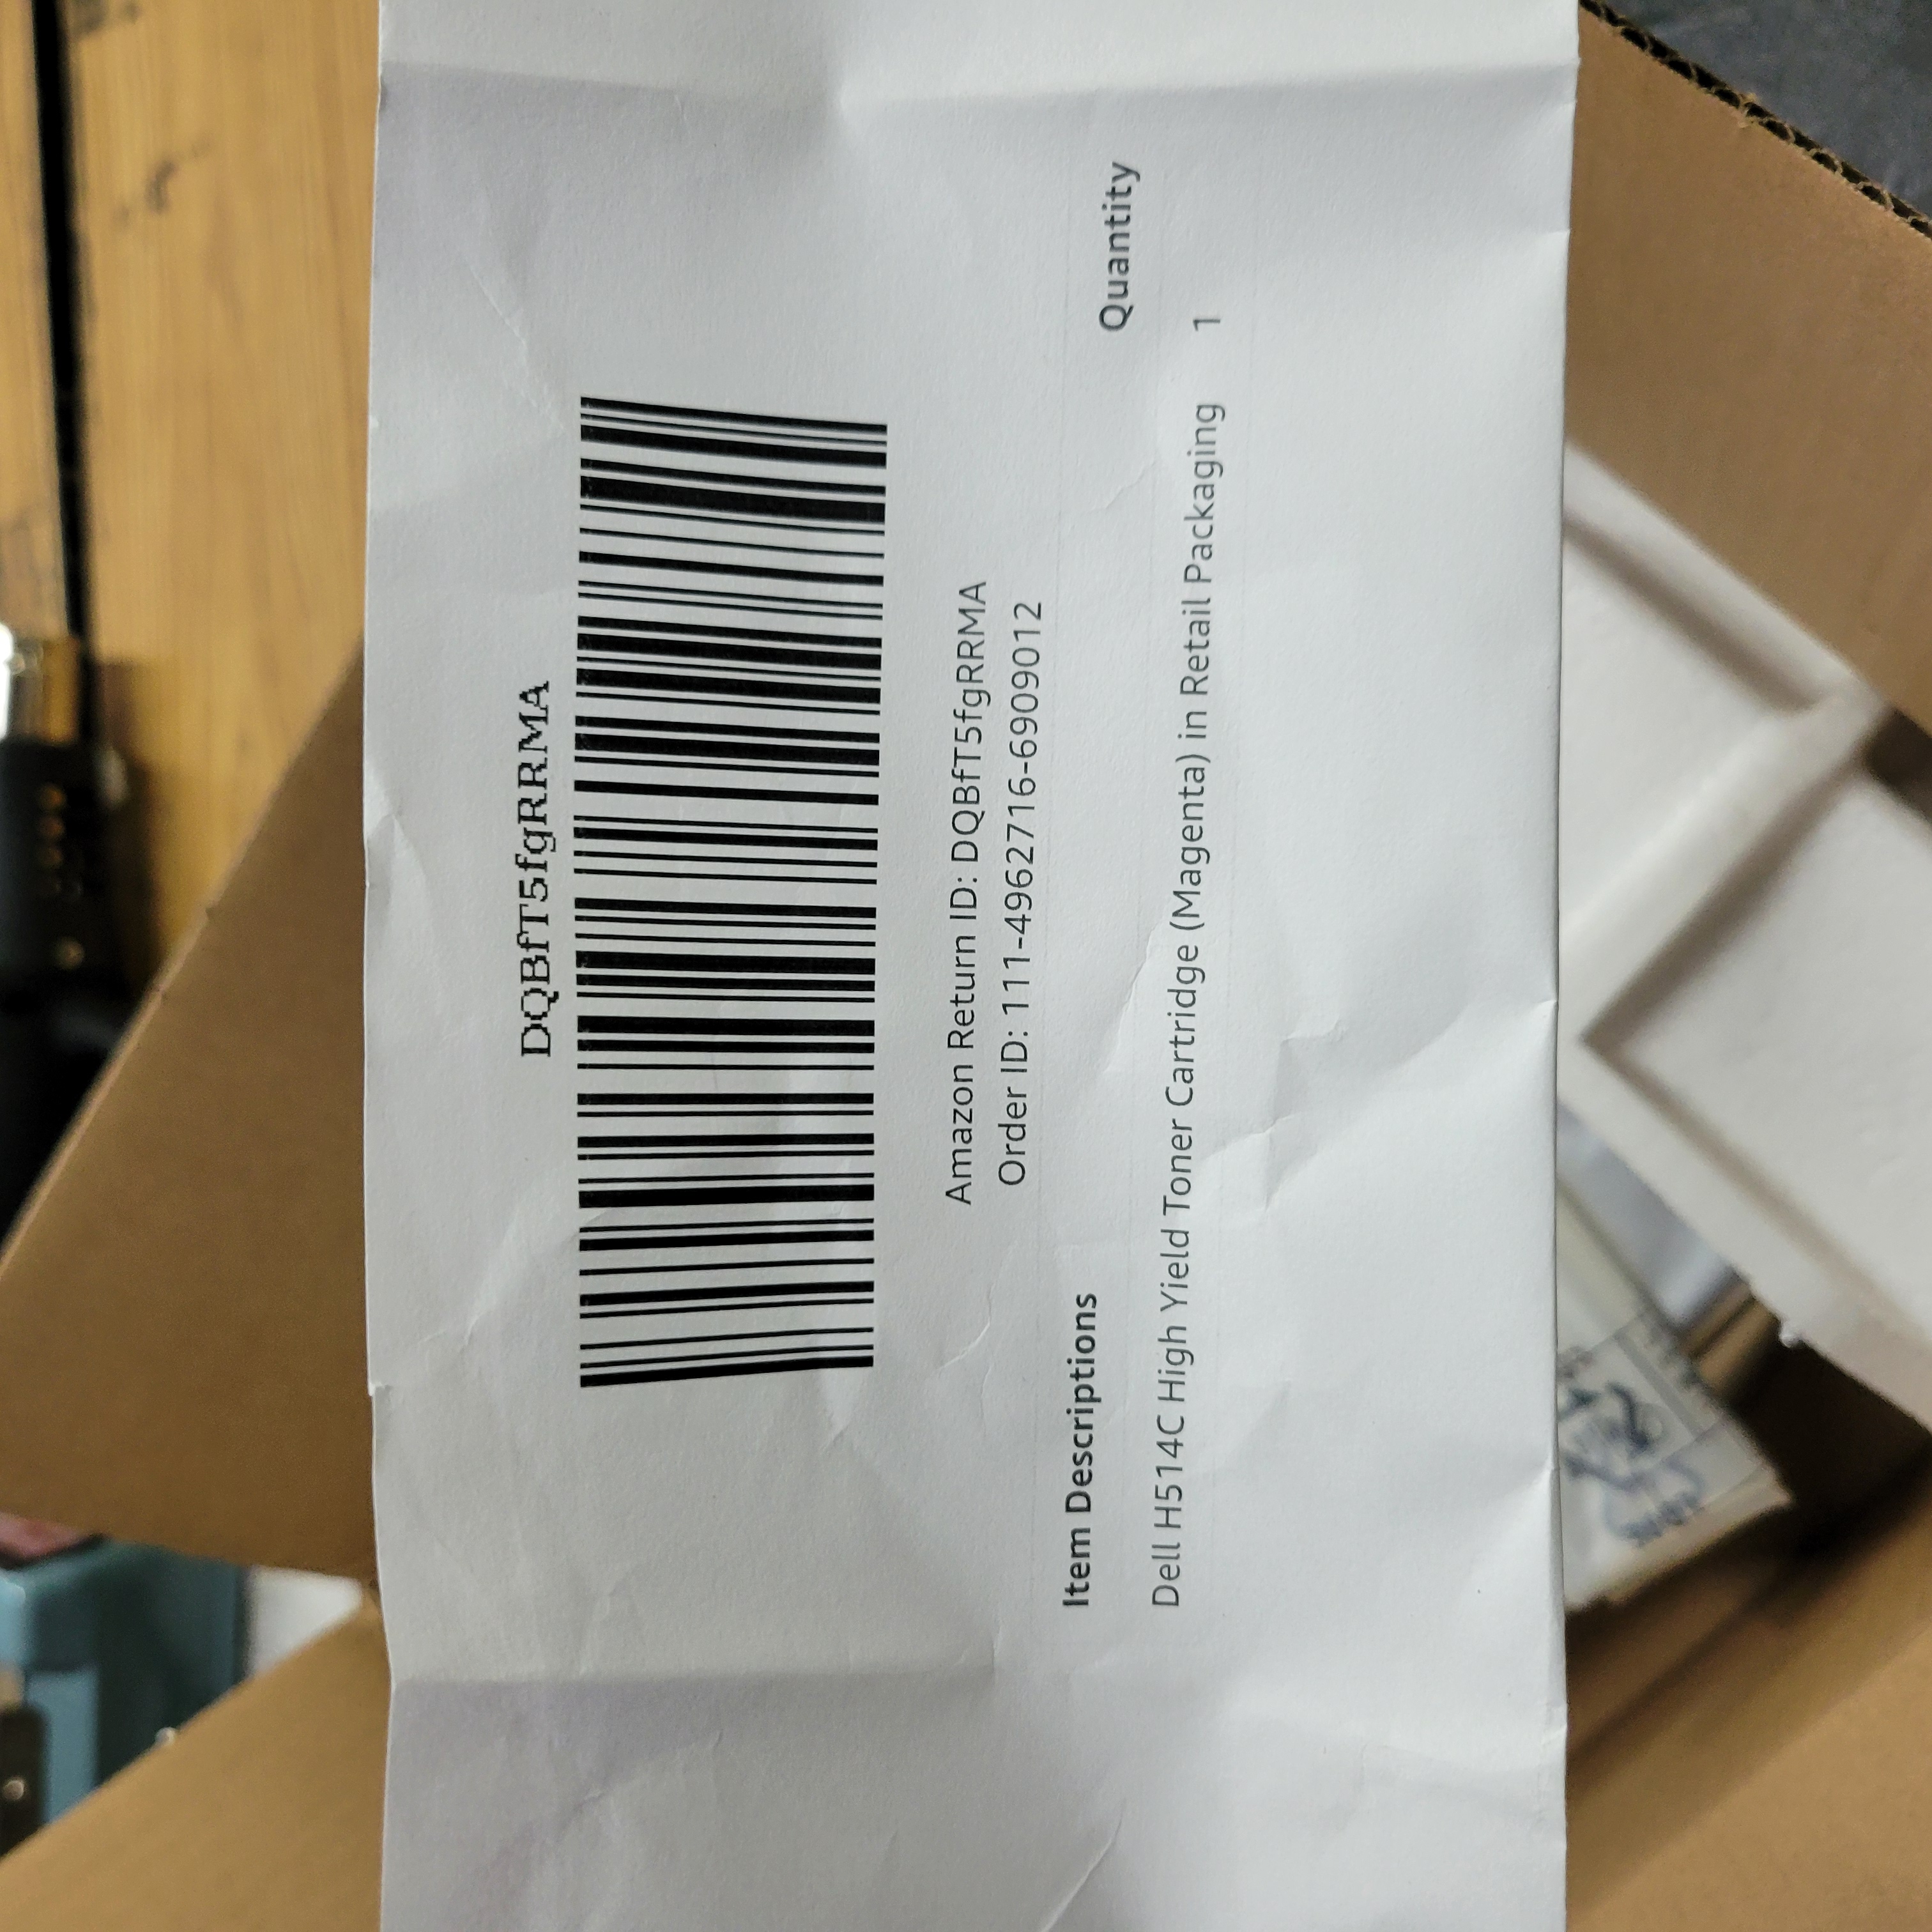 DQBfT5fgRRMA
Amazon Return ID: DQBfT5fgRRMA
Order ID: 111-4962716-6909012
Item Descriptions Quantity
Dell H514C High Yield Toner Cartridge (Magenta) in Retail Packaging 1